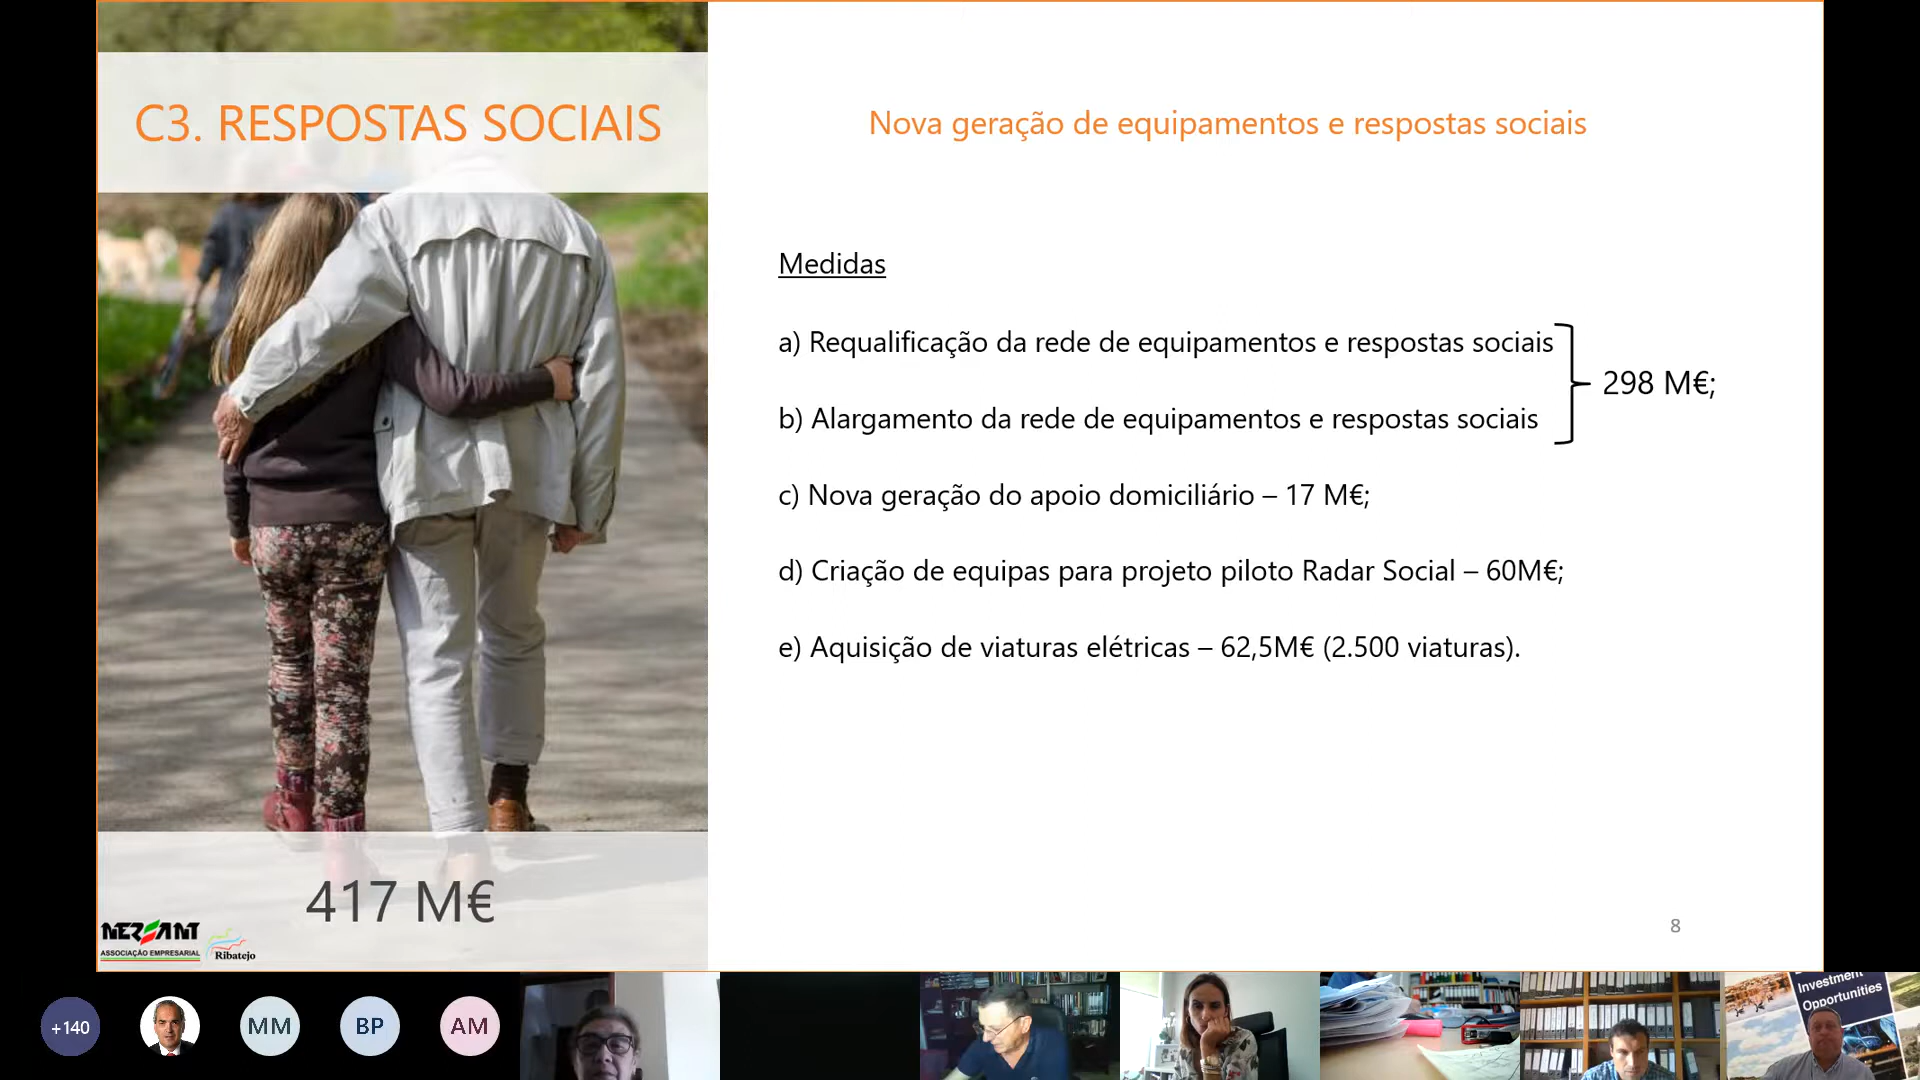 C3. RESPOSTAS SOCIAIS
Nova geração de equipamentos e respostas sociais
Medidas
a) Requalificação da rede de equipamentos e respostas sociais
298 M€;
b) Alargamento da rede de equipamentos e respostas sociais
c) Nova geração do apoio domiciliário – 17 M€;
d) Criação de equipas para projeto piloto Radar Social – 60M€;
e) Aquisição de viaturas elétricas – 62,5M€ (2.500 viaturas).
417 M€
NERSANT
ASSOCIAÇÃO EMPRESARIAL
Ribatejo
8
+140
MM
BP
AM
Investment
Opportunities